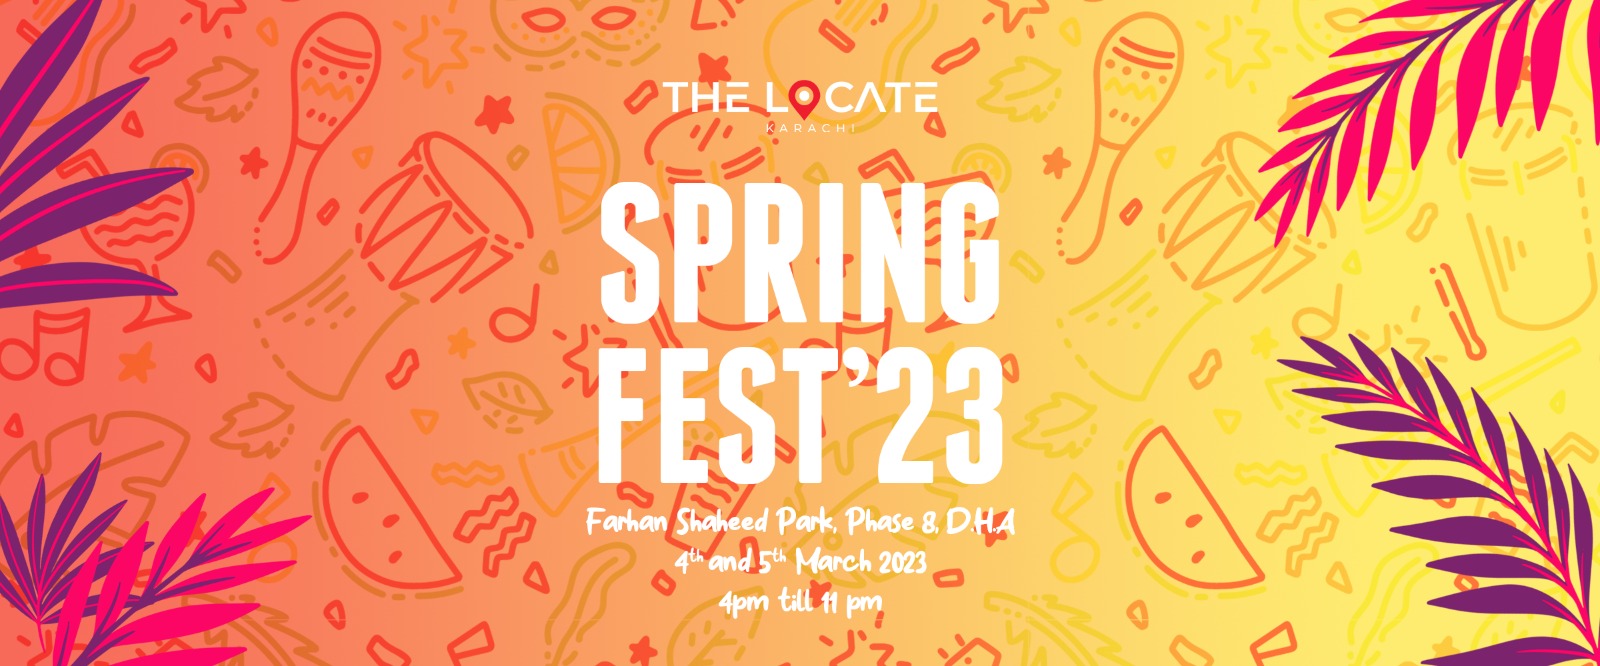 THE LOCATE
KARACHI
SPRING
FEST'23
Farhan Shaheed Park, Phase 8, D.H.A
4th and 5th March 2023
4pm till 11 pm